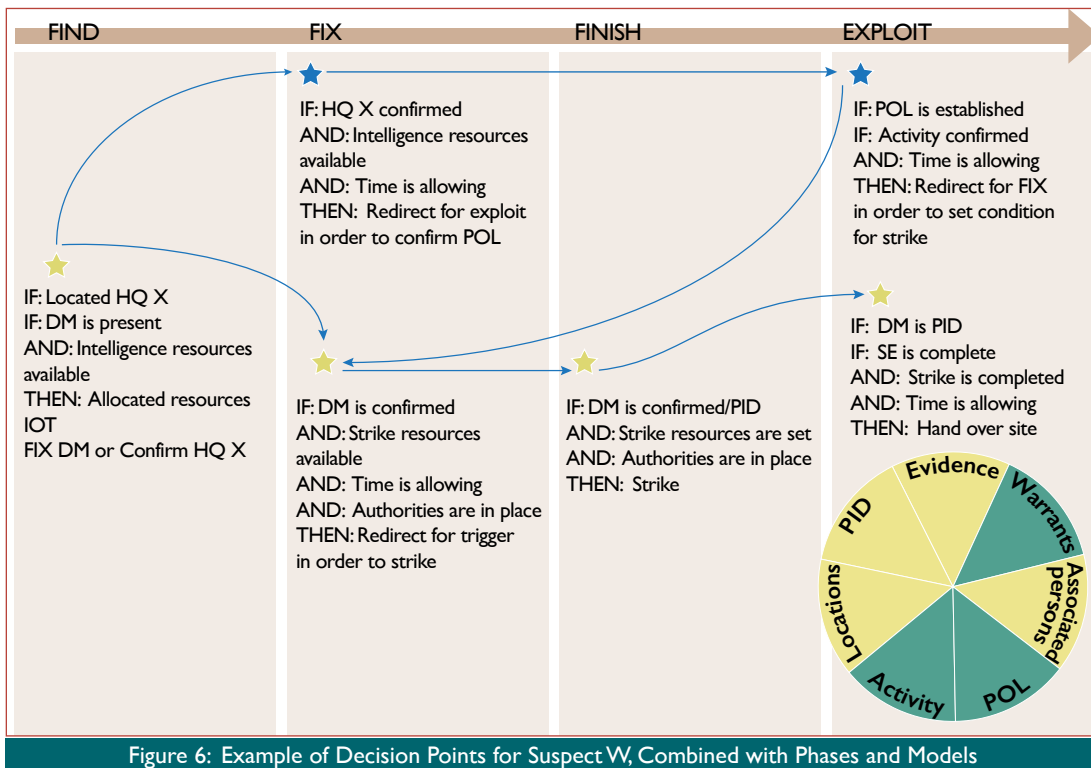 FIND
FIX
FINISH
EXPLOIT
IF: Located HQ X
IF: DM is present
AND: Intelligence resources
available
THEN: Allocated resources
IOT
FIX DM or Confirm HQ X
IF: HQ X confirmed
AND: Intelligence resources
available
AND: Time is allowing
THEN: Redirect for exploit
in order to confirm POL
IF: DM is confirmed
AND: Strike resources
available
AND: Time is allowing
AND: Authorities are in place
THEN: Redirect for trigger
in order to strike
IF: DM is confirmed/PID
AND: Strike resources are set
AND: Authorities are in place
THEN: Strike
IF: POL is established
IF: Activity confirmed
AND: Time is allowing
THEN: Redirect for FIX
in order to set condition
for strike
IF: DM is PID
IF: SE is complete
AND: Strike is completed
AND: Time is allowing
THEN: Hand over site
Evidence
Warrants
Associated
persons
POL
Activity
Locations
PID
Figure 6: Example of Decision Points for Suspect W, Combined with Phases and Models